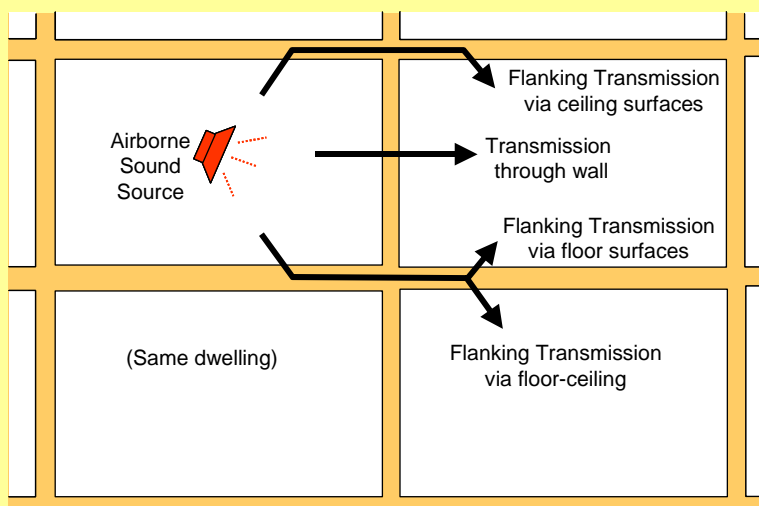 Airborne
Sound
Source
Flanking Transmission
via ceiling surfaces
Transmission
through wall
Flanking Transmission
via floor surfaces
(Same dwelling)
Flanking Transmission
via floor-ceiling